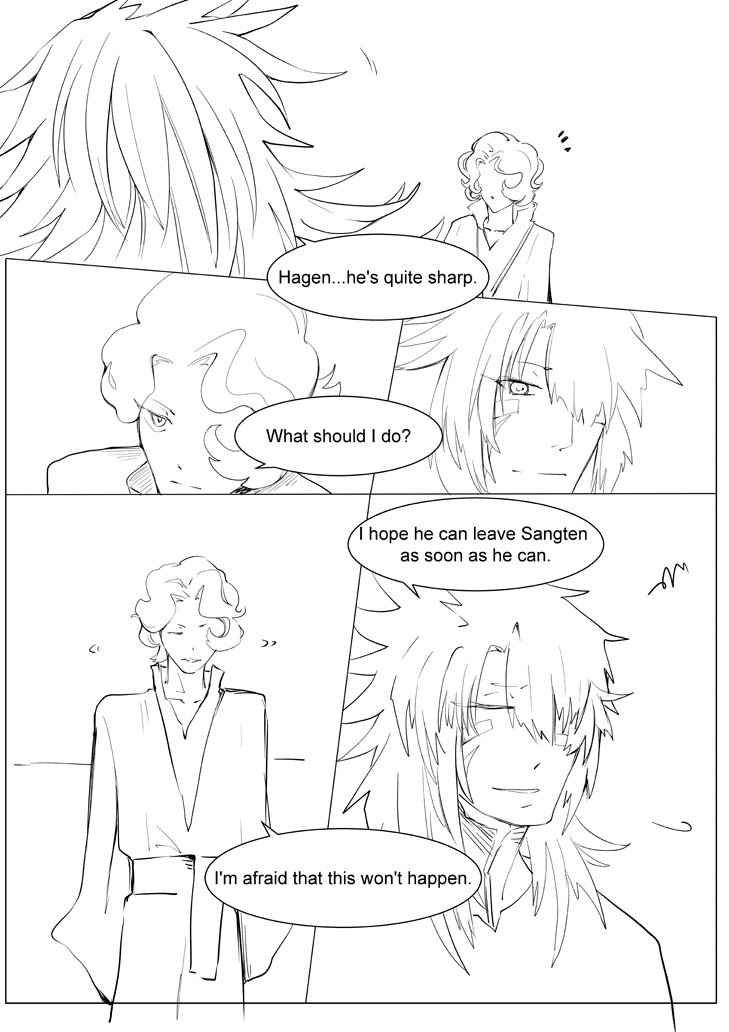 Hagen...he's quite sharp.
What should I do?
I hope he can leave Sangten
as soon as he can.
I'm afraid that this won't happen.